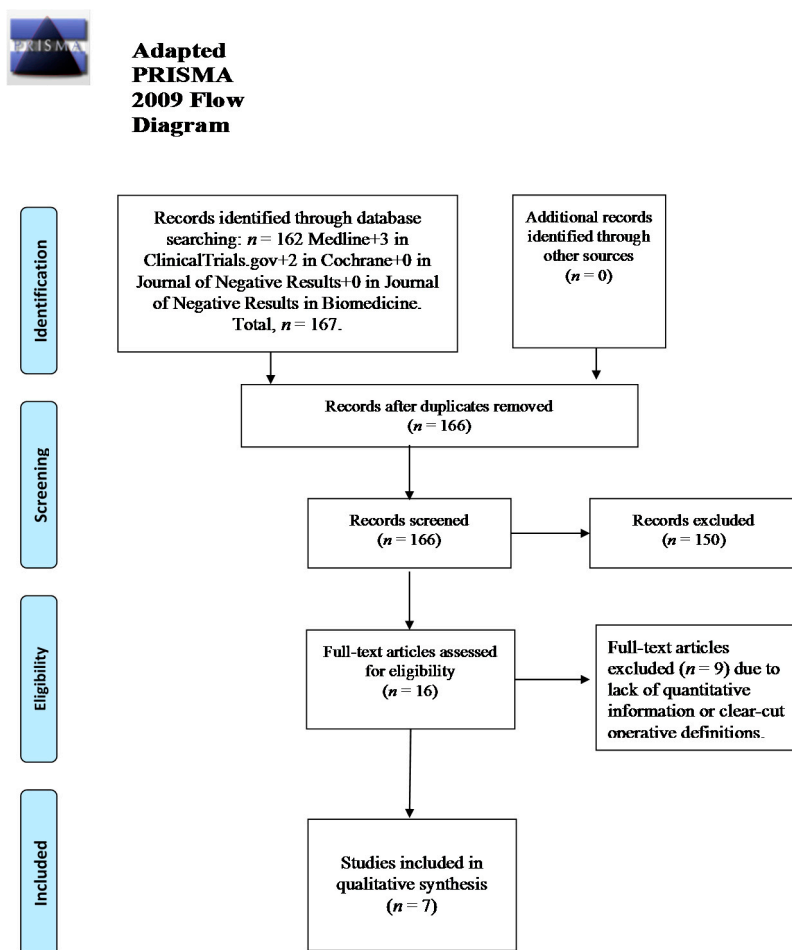 PRISMA
Adapted
PRISMA
2009 Flow
Diagram
Identification
Records identified through database
searching: n = 162 Medline+3 in
ClinicalTrials.gov+2 in Cochrane+0 in
Journal of Negative Results+0 in Journal
of Negative Results in Biomedicine.
Total, n = 167.
Additional records
identified through
other sources
(n = 0)
Screening
Records after duplicates removed
(n = 166)
Records screened
(n = 166)
Records excluded
(n = 150)
Eligibility
Full-text articles assessed
for eligibility
(n = 16)
Full-text articles
excluded (n = 9) due to
lack of quantitative
information or clear-cut
operative definitions.
Included
Studies included in
qualitative synthesis
(n = 7)